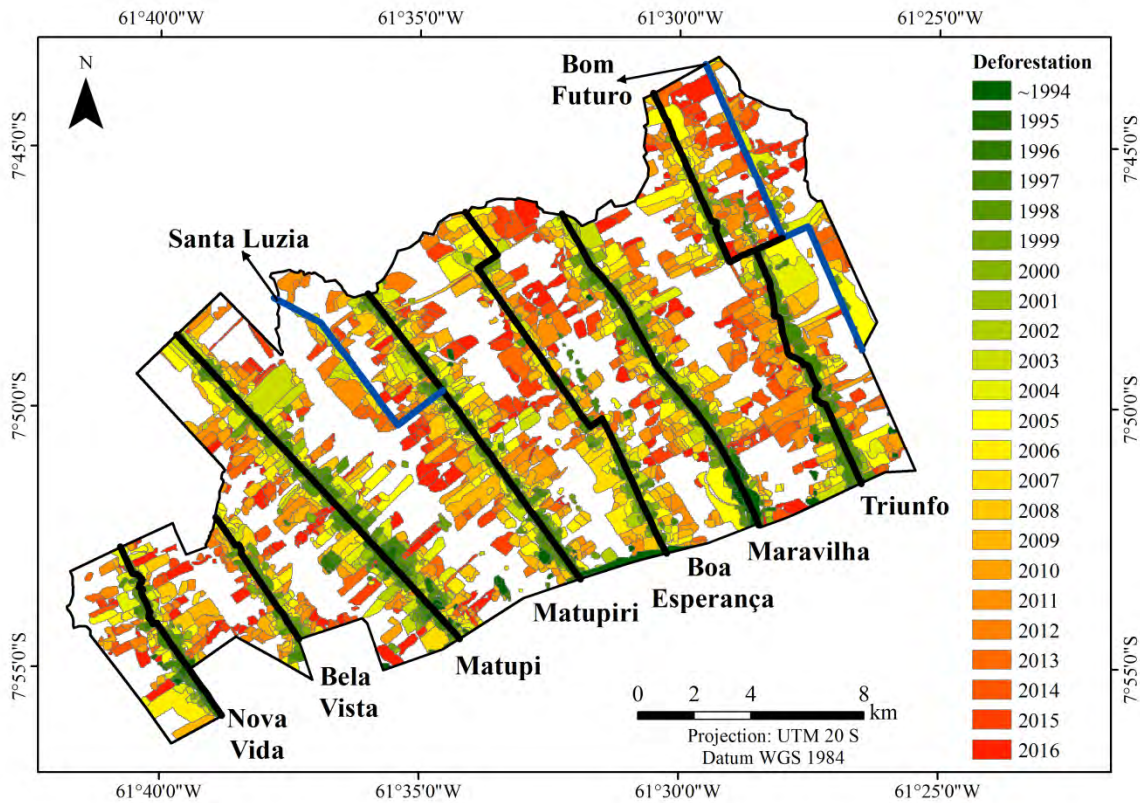 61°40'0"W 61°35'0"W 61°30'0"W 61°25'0"W
N
Bom
Futuro
Deforestation
~1994
1995
1996
1997
1998
1999
2000
2001
2002
2003
2004
2005
2006
2007
2008
2009
2010
2011
2012
2013
2014
2015
2016
7°45'0"S
7°45'0"S
Santa Luzia
7°50'0"S
7°50'0"S
Triunfo
Maravilha
Boa
Esperança
Matupiri
Matupi
Bela
Vista
Nova
Vida
7°55'0"S
7°55'0"S
0 2 4 8
km
Projection: UTM 20 S
Datum WGS 1984
61°40'0"W 61°35'0"W 61°30'0"W 61°25'0"W